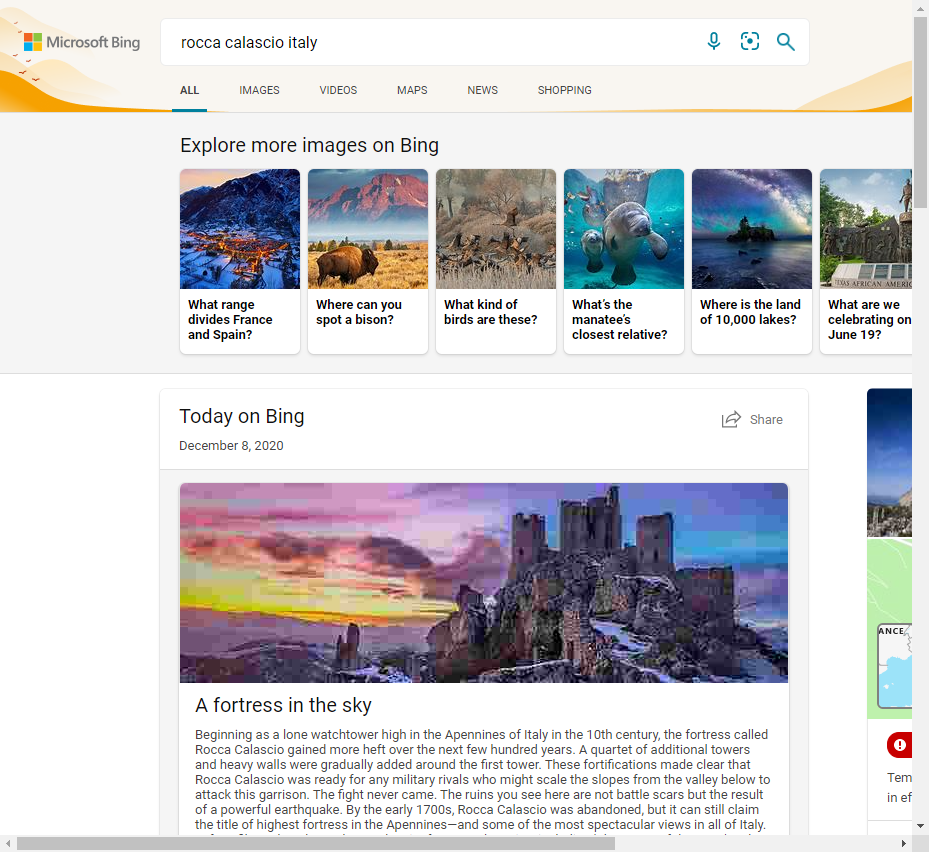 Microsoft Bing
rocca calascio italy
ALL IMAGES VIDEOS MAPS NEWS SHOPPING
Explore more images on Bing
What range
divides France
and Spain?
Where can you
spot a bison?
What kind of
birds are these?
What's the
manatee's
closest relative?
Where is the land
of 10,000 lakes?
TEXAS AFRICAN AMERIC
What are we
celebrating on
June 19?
Today on Bing
Share
December 8, 2020
A fortress in the sky
Beginning as a lone watchtower high in the Apennines of Italy in the 10th century, the fortress called
Rocca Calascio gained more heft over the next few hundred years. A quartet of additional towers
and heavy walls were gradually added around the first tower. These fortifications made clear that
Rocca Calascio was ready for any military rivals who might scale the slopes from the valley below to
attack this garrison. The fight never came. The ruins you see here are not battle scars but the result
of a powerful earthquake. By the early 1700s, Rocca Calascio was abandoned, but it can still claim
the title of highest fortress in the Apennines—and some of the most spectacular views in all of Italy.
ANCE
Tem
in ef